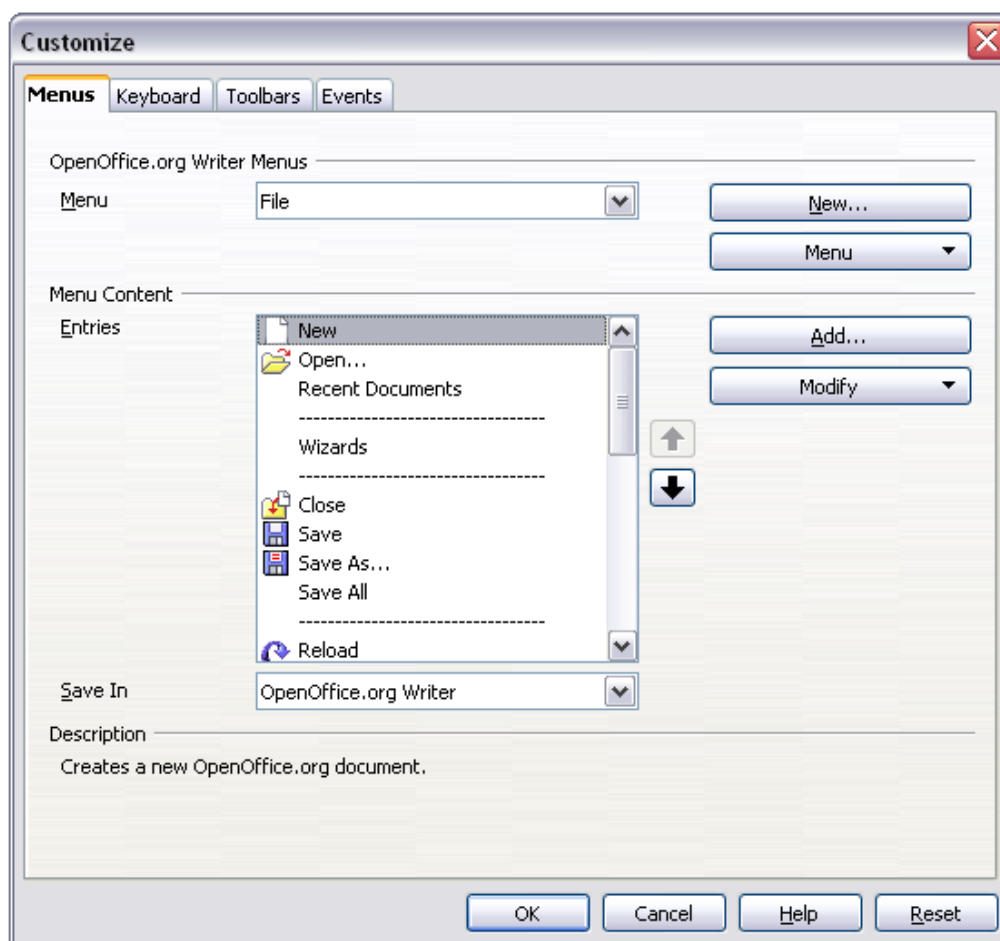 Customize
Menus Keyboard Toolbars Events
OpenOffice.org Writer Menus
Menu File New...
Menu
Menu Content
Entries New Add...
Open...
Recent Documents Modify
----------------------------------
Wizards
----------------------------------
Close
Save
Save As...
Save All
----------------------------------
Reload
Save In OpenOffice.org Writer
Description
Creates a new OpenOffice.org document.
OK Cancel Help Reset